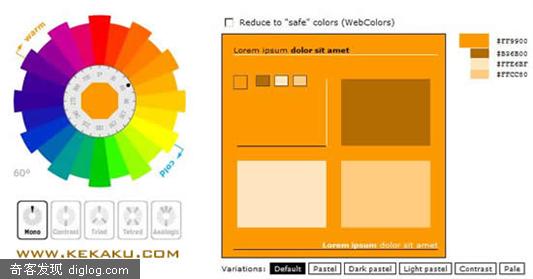 Reduce to "safe" colors (WebColors)
warm
Lorem ipsum dolor sit amet
#FF9900
#B36B00
#FFE6BF
#FFCC80
cold
60°
Mono
Contrast
Triad
Tetrad
Analogic
WWW.KEKAKU.COM
Lorem ipsum dolor sit amet
奇客发现 diglog.com
Variations: Default Pastel Dark pastel Light pastel Contrast Pale